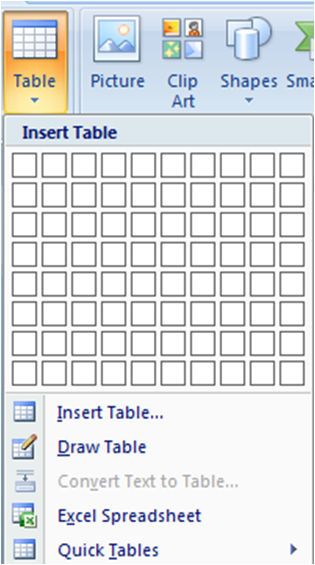 Table
Picture
Clip
Art
Shapes
Sma
Insert Table
Insert Table...
Draw Table
Convert Text to Table...
Excel Spreadsheet
Quick Tables